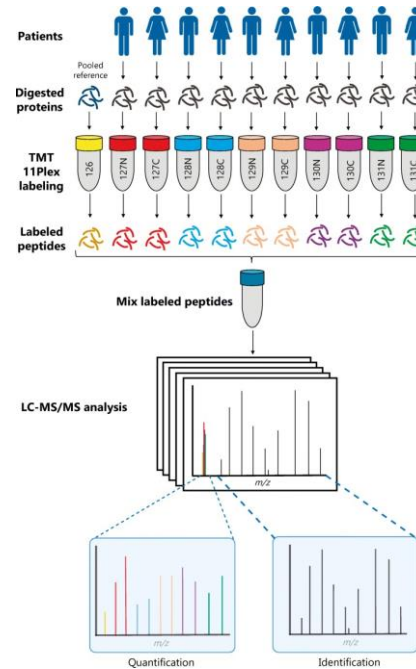 Patients
Pooled
reference
Digested
proteins
TMT
11Plex
labeling
126
127N
127C
128N
128C
129N
129C
130N
130C
131N
131C
Labeled
peptides
Mix labeled peptides
LC-MS/MS analysis
m/z
m/z
m/z
Quantification
Identification